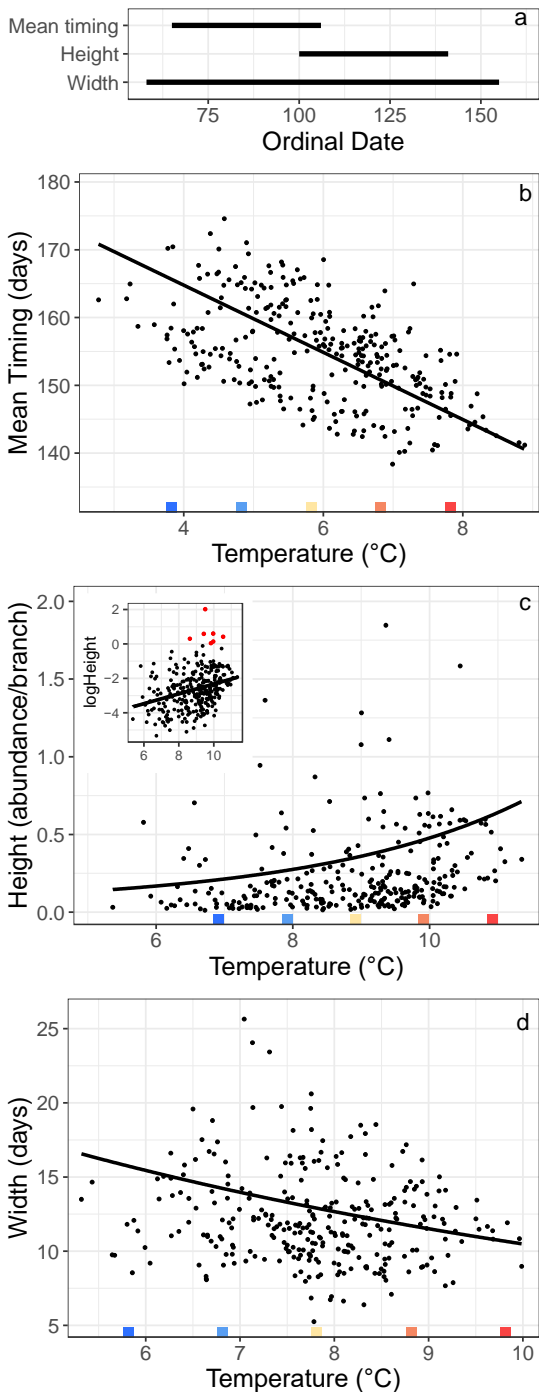 a
Mean timing
Height
Width
75 100 125 150
Ordinal Date
b
180
170
160
150
140
Mean Timing (days)
4 6 8
Temperature (°C)
c
2.0
1.5
1.0
0.5
0.0
Height (abundance/branch)
logHeight
2
0
−2
−4
6 8 10
6 8 10
Temperature (°C)
d
25
20
15
10
5
Width (days)
6 7 8 9 10
Temperature (°C)